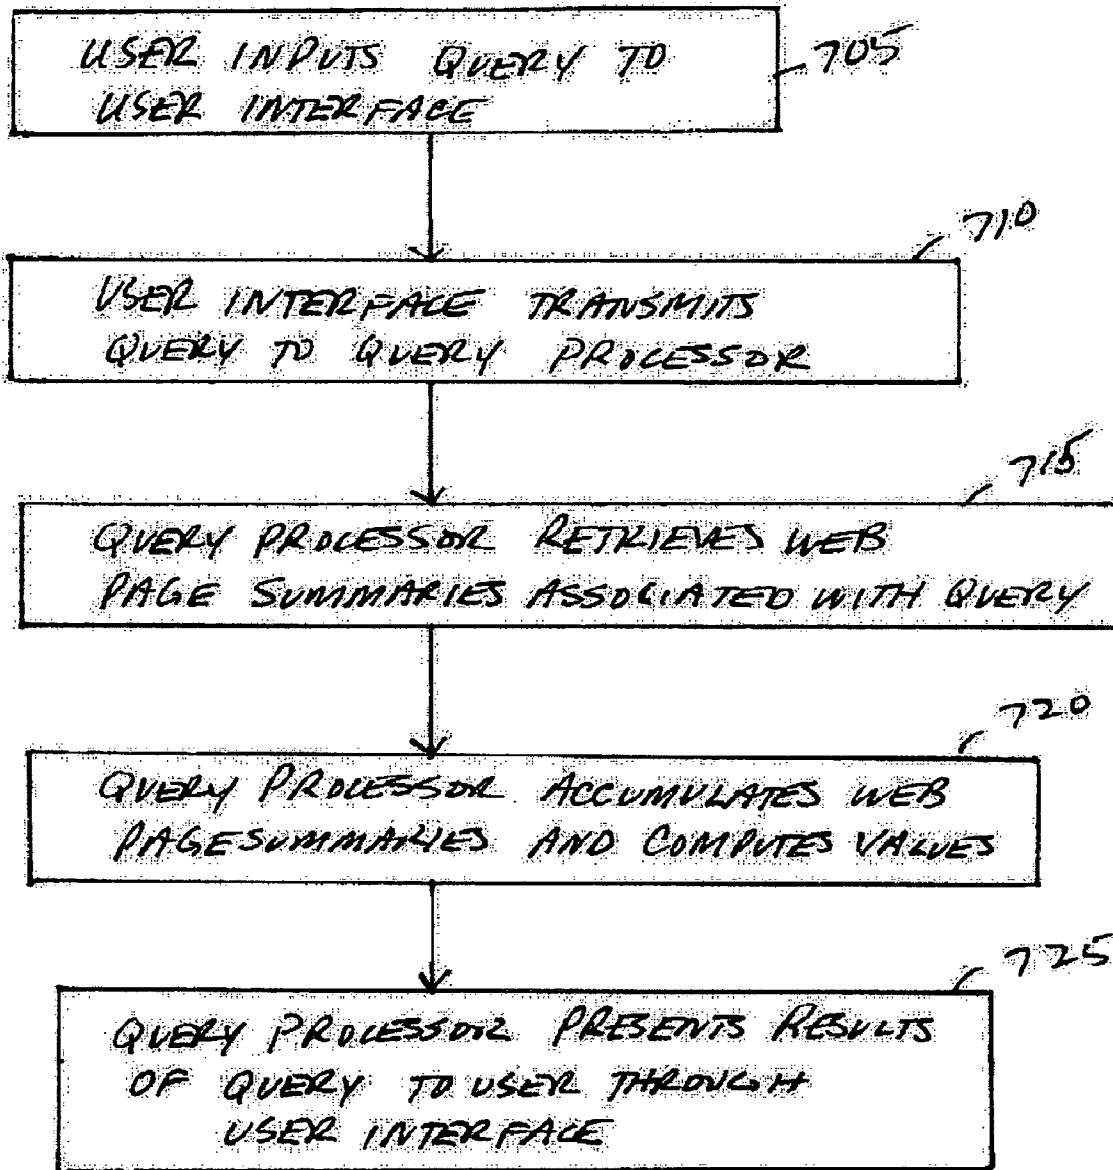 USER INPUTS QUERY TO
USER INTERFACE
705
710
USER INTERFACE TRANSMITS
QUERY TO QUERY PROCESSOR
715
QUERY PROCESSOR RETRIEVES WEB
PAGE SUMMARIES ASSOCIATED WITH QUERY
720
QUERY PROCESSOR ACCUMULATES WEB
PAGE SUMMARIES AND COMPUTES VALUES
725
QUERY PROCESSOR PRESENTS RESULTS
OF QUERY TO USER THROUGH
USER INTERFACE